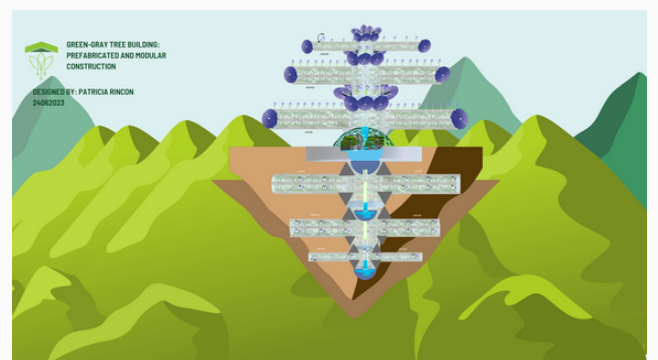 GREEN-GRAY TREE BUILDING:
PREFABRICATED AND MODULAR
CONSTRUCTION
DESIGNED BY: PATRICIA RINCON
24062023